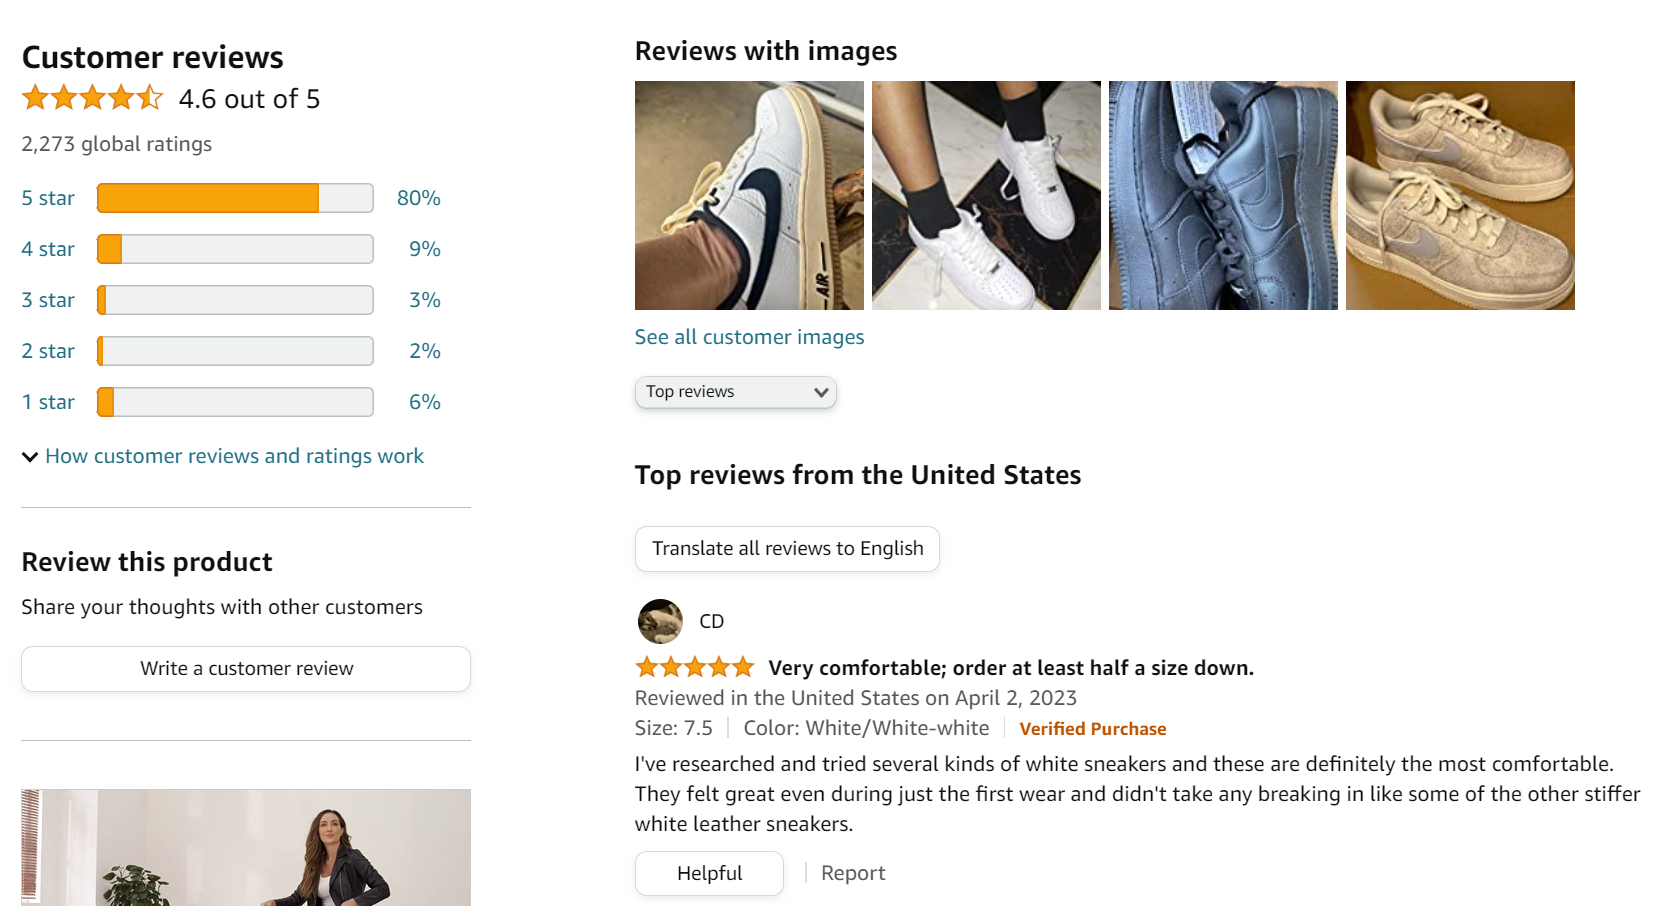 Customer reviews
4.6 out of 5
2,273 global ratings
5 star 80%
4 star 9%
3 star 3%
2 star 2%
1 star 6%
How customer reviews and ratings work
Review this product
Share your thoughts with other customers
Write a customer review
Reviews with images
AIR
See all customer images
Top reviews
Top reviews from the United States
Translate all reviews to English
CD
Very comfortable; order at least half a size down.
Reviewed in the United States on April 2, 2023
Size: 7.5 | Color: White/White-white | Verified Purchase
I've researched and tried several kinds of white sneakers and these are definitely the most comfortable.
They felt great even during just the first wear and didn't take any breaking in like some of the other stiffer
white leather sneakers.
Helpful | Report